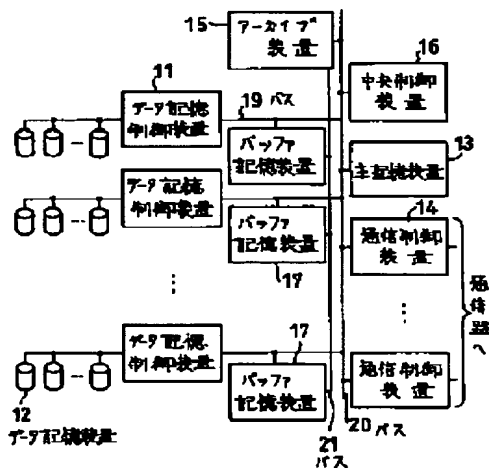 15
アーカイブ
装置
16
中央制御
装置
11
データ記憶
制御装置
19 バス
バッファ
記憶装置
13
主記憶装置
データ記憶
制御装置
バッファ
記憶装置
17
14
通信制御
装置
データ記憶
制御装置
17
バッファ
記憶装置
通信制御
装置
通信器へ
12
データ記憶装置
21
バス
20 バス